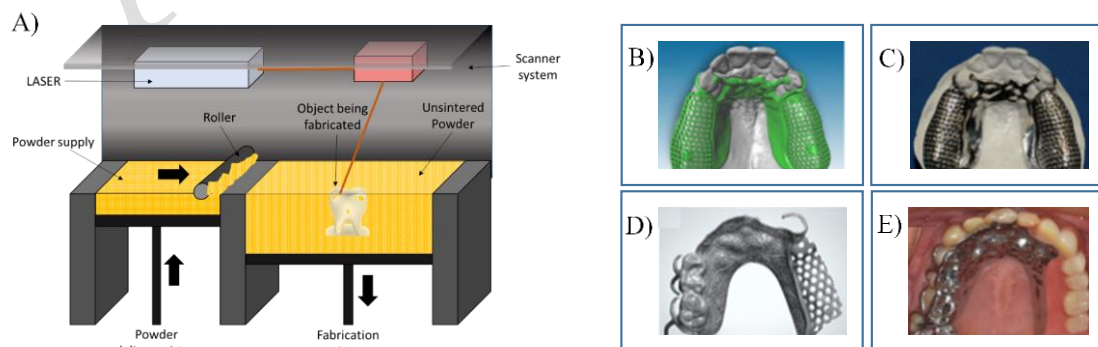 A)
LASER
Scanner
system
Roller
Object being
fabricated
Unsintered
Powder
Powder supply
Powder
Fabrication
B)
C)
D)
E)